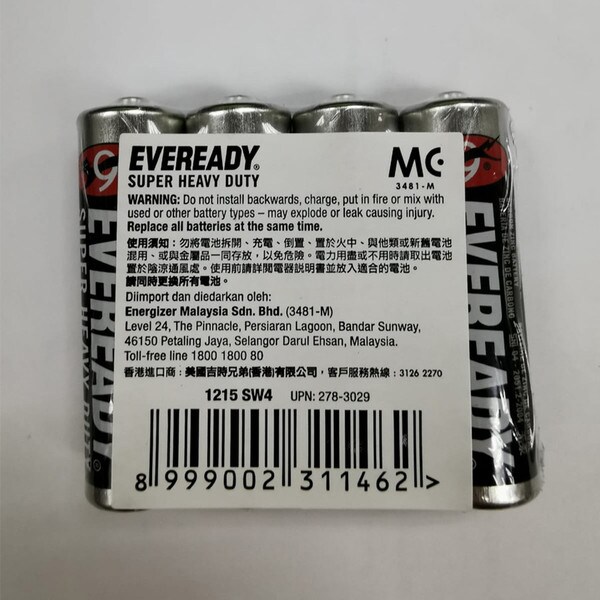 EVEREADY®
SUPER HEAVY DUTY
MC
3481-M
WARNING: Do not install backwards, charge, put in fire or mix with
used or other battery types – may explode or leak causing injury.
Replace all batteries at the same time.
使用須知：勿將電池拆開、充電、倒置、置於火中、與他類或新舊電池
混用、或與金屬品一同存放，以免危險。電力用盡或不用時請取出電池
置於陰涼通風處。使用前請詳閱電器説明書並放入適合的電池。
請同時更換所有電池。
Diimport dan diedarkan oleh:
Energizer Malaysia Sdn. Bhd. (3481-M)
Level 24, The Pinnacle, Persiaran Lagoon, Bandar Sunway,
46150 Petaling Jaya, Selangor Darul Ehsan, Malaysia.
Toll-free line 1800 1800 80
香港進口商：美國吉時兄弟(香港)有限公司，客戶服務熱線：3126 2270
1215 SW4 UPN: 278-3029
8 999002 311462 >
9
EVEREADY
SUPER HEAVY DUTY
9
EVEREADY®